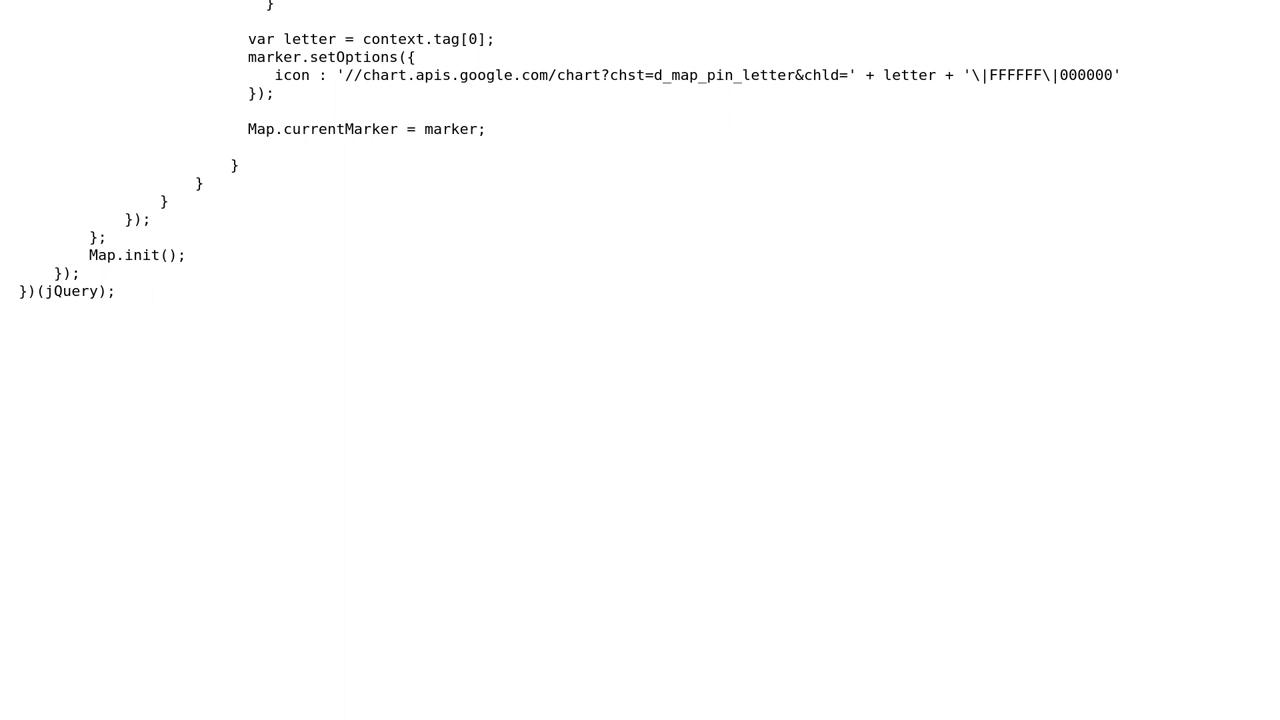 }
var letter = context.tag[0];
marker.setOptions({
icon : '//chart.apis.google.com/chart?chst=d_map_pin_letter&chld=' + letter + '\|FFFFFF\|000000'
});
Map.currentMarker = marker;
}
}
}
});
};
Map.init();
});
})(jQuery);